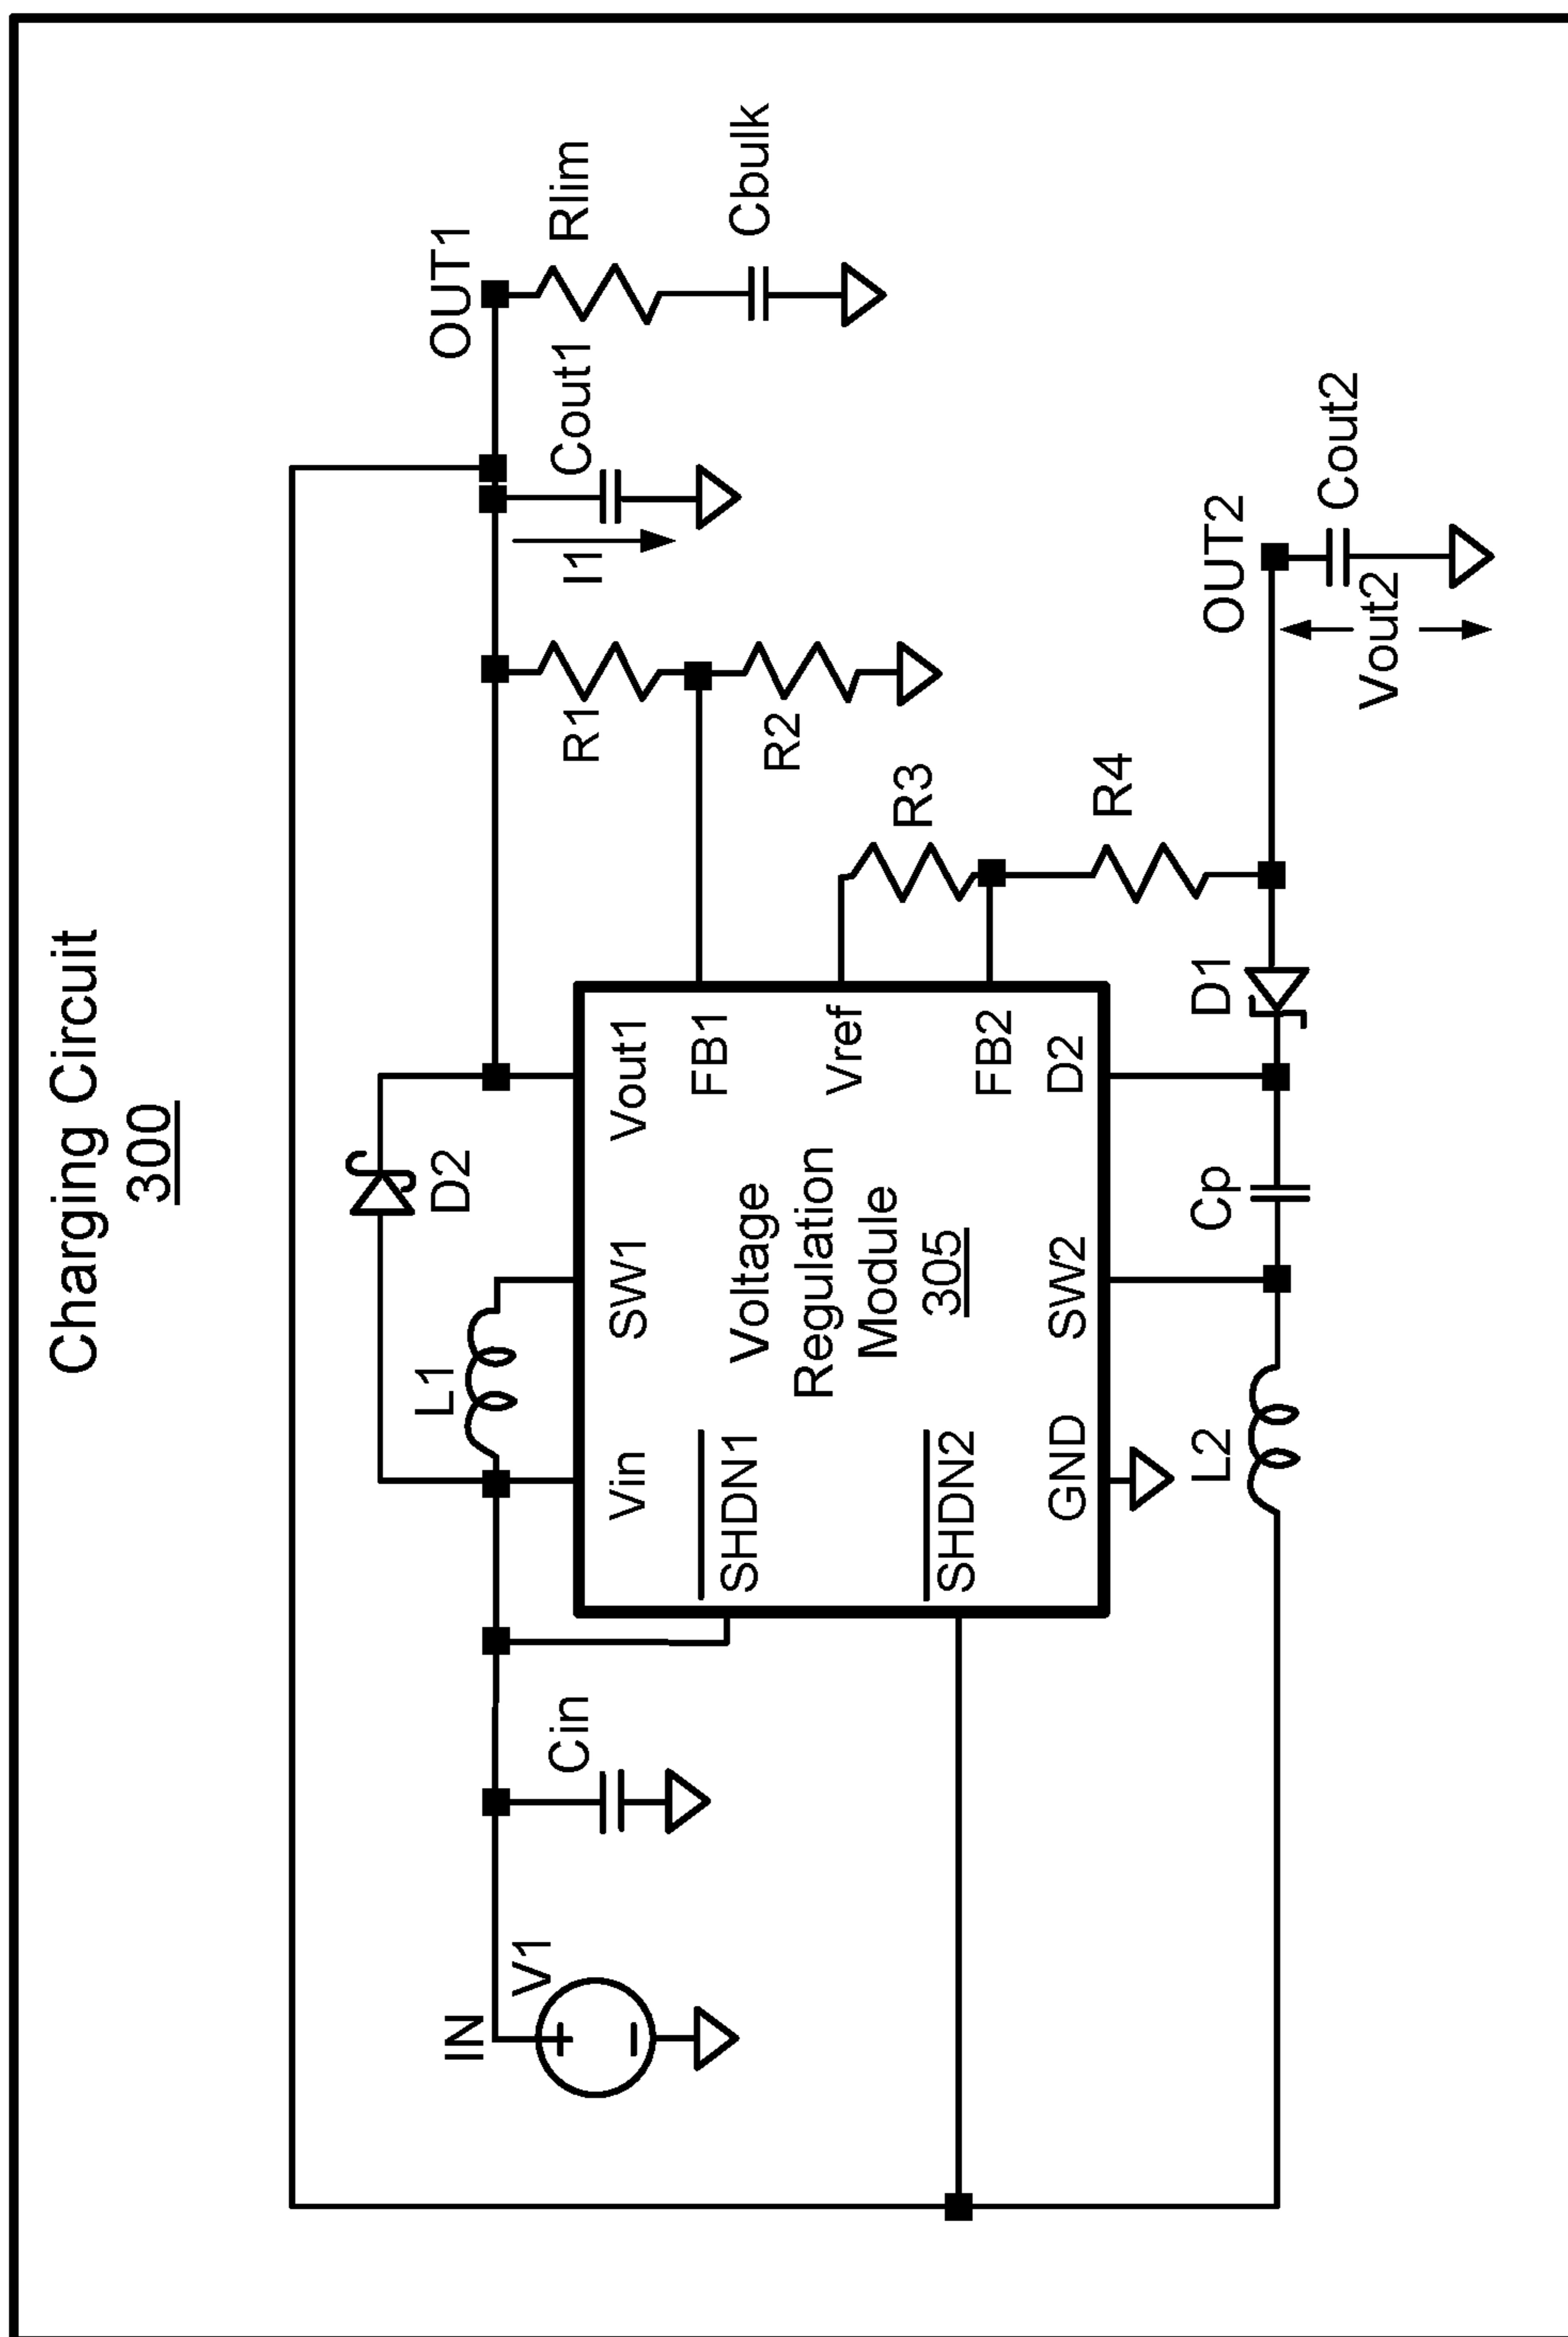 Charging Circuit
300
D2
OUT1
IN
L1
V1
Cin
R1
I1
Cout1
Rlim
Vin
SW1
Vout1
SHDN1
FB1
Cbulk
Voltage
Regulation
Module
305
R2
Vref
R3
SHDN2
FB2
GND
SW2
D2
R4
L2
Cp
D1
OUT2
Cout2
Vout2